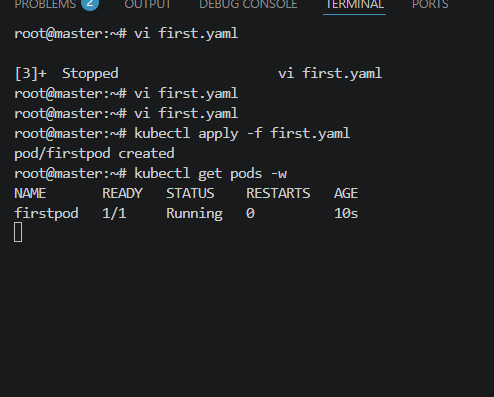 PROBLEMS 2 OUTPUT DEBUG CONSOLE TERMINAL PORTS
root@master:~# vi first.yaml
[3]+  Stopped                 vi first.yaml
root@master:~# vi first.yaml
root@master:~# vi first.yaml
root@master:~# kubectl apply -f first.yaml
pod/firstpod created
root@master:~# kubectl get pods -w
NAME       READY   STATUS    RESTARTS   AGE
firstpod   1/1     Running   0          10s